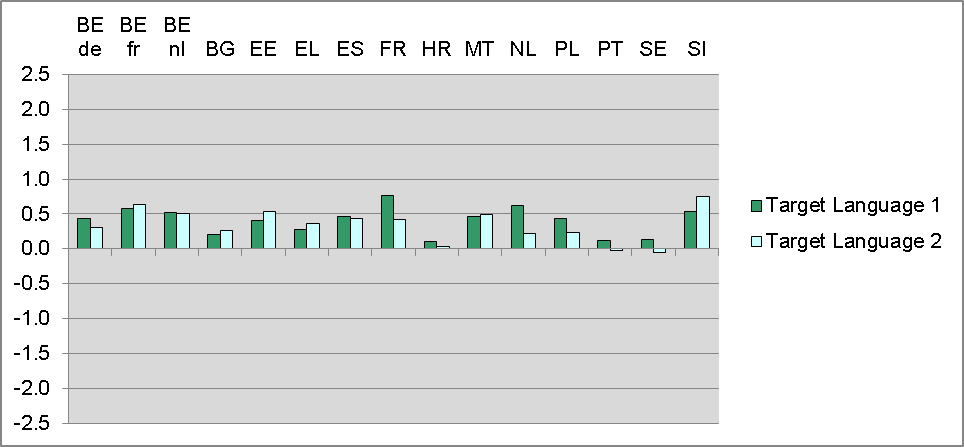 BE de
BE fr
BE nl
BG
EE
EL
ES
FR
HR
MT
NL
PL
PT
SE
SI
2.5
2.0
1.5
1.0
0.5
0.0
-0.5
-1.0
-1.5
-2.0
-2.5
Target Language 1
Target Language 2